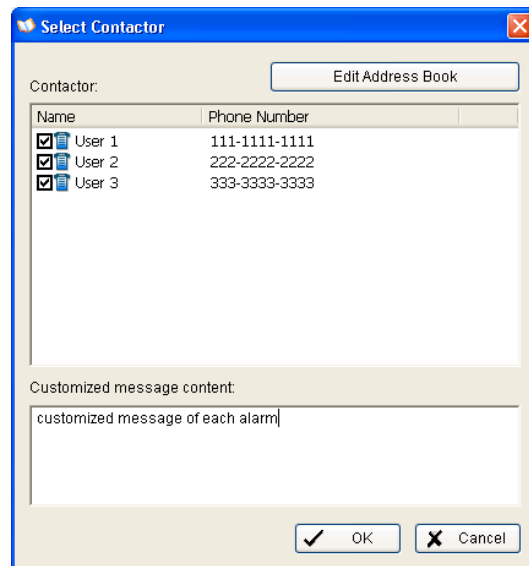 Select Contactor
Edit Address Book
Contactor:
Name Phone Number
User 1 111-1111-1111
User 2 222-2222-2222
User 3 333-3333-3333
Customized message content:
customized message of each alarm
OK Cancel